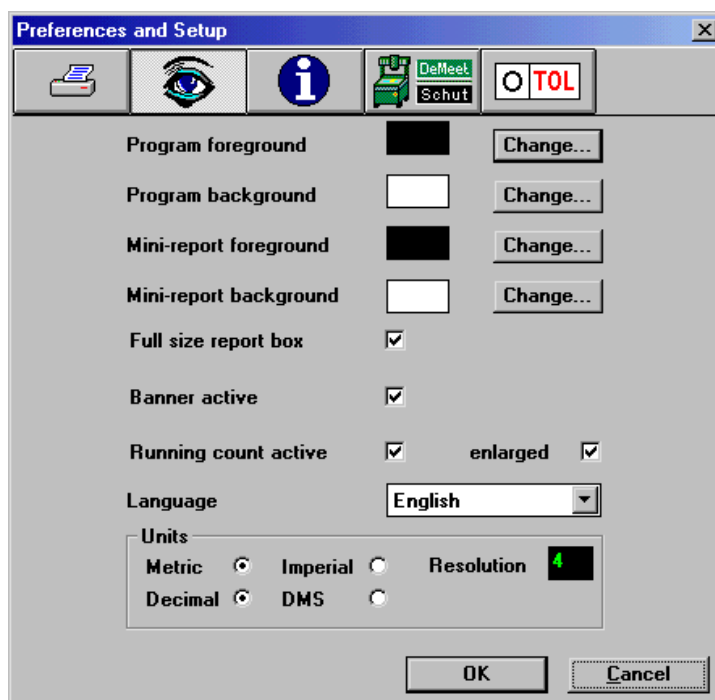 Preferences and Setup
DeMeet
Schut
TOL
Program foreground Change...
Program background Change...
Mini-report foreground Change...
Mini-report background Change...
Full size report box
Banner active
Running count active enlarged
Language English
Units
Metric Imperial Resolution 4
Decimal DMS
OK Cancel